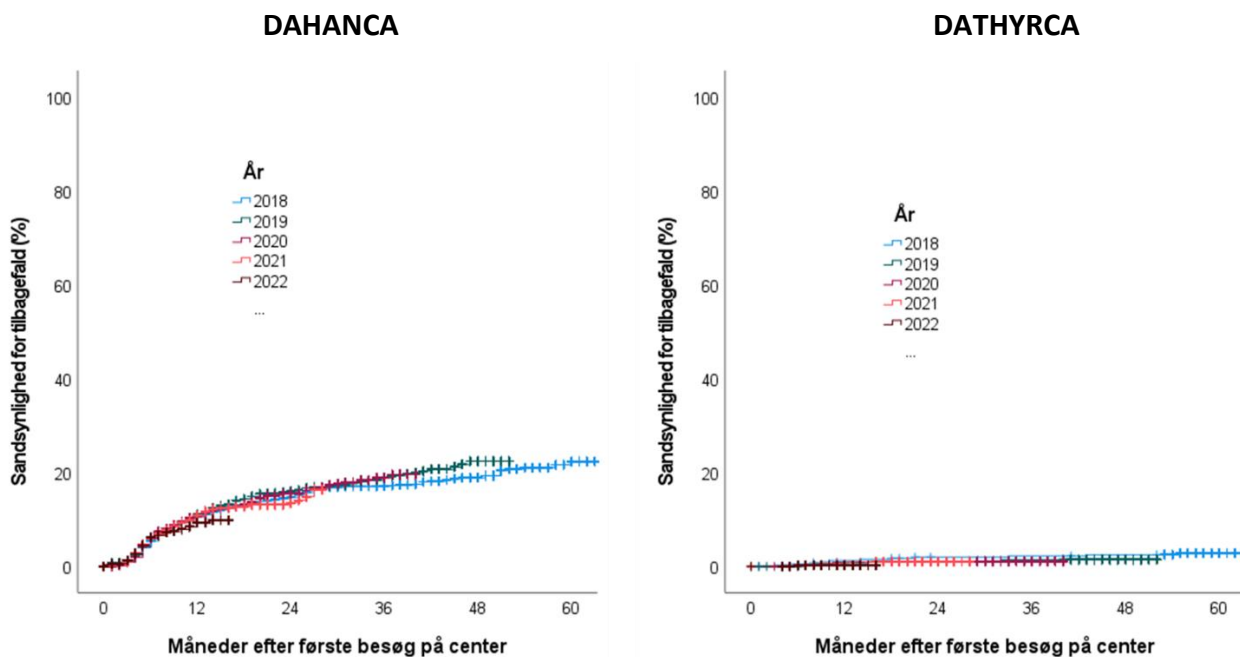 DAHANCA
100
80
60
40
20
0
Sandsynlighed for tilbagefald (%)
År
2018
2019
2020
2021
2022
...
0 12 24 36 48 60
Måneder efter første besøg på center
DATHYRCA
100
80
60
40
20
0
Sandsynlighed for tilbagefald (%)
År
2018
2019
2020
2021
2022
...
0 12 24 36 48 60
Måneder efter første besøg på center